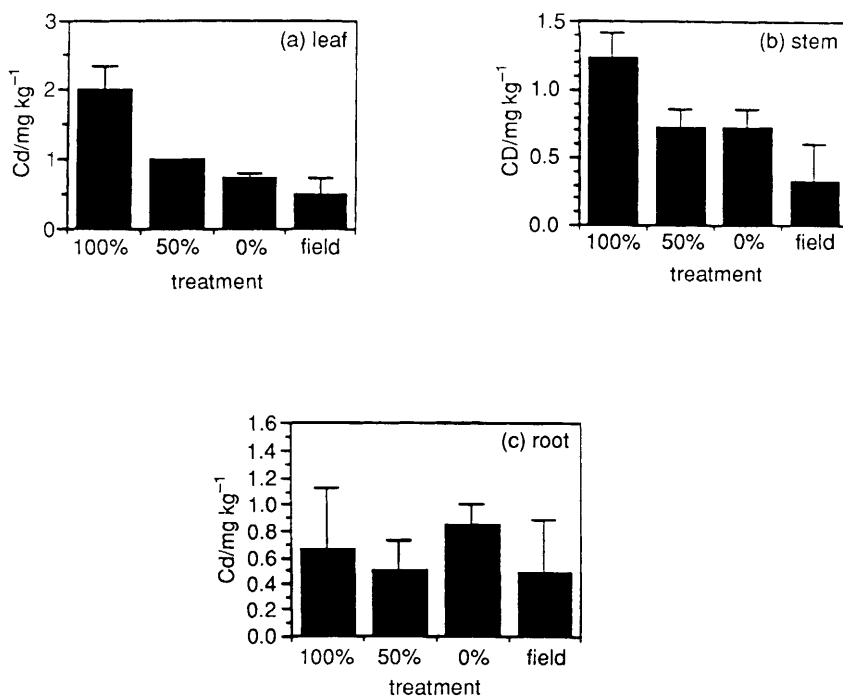 3
2
1
0
Cd/mg kg⁻¹
(a) leaf
100% 50% 0% field
treatment
1.5
1.0
0.5
0.0
CD/mg kg⁻¹
(b) stem
100% 50% 0% field
treatment
1.6
1.4
1.2
1.0
0.8
0.6
0.4
0.2
0.0
Cd/mg kg⁻¹
(c) root
100% 50% 0% field
treatment